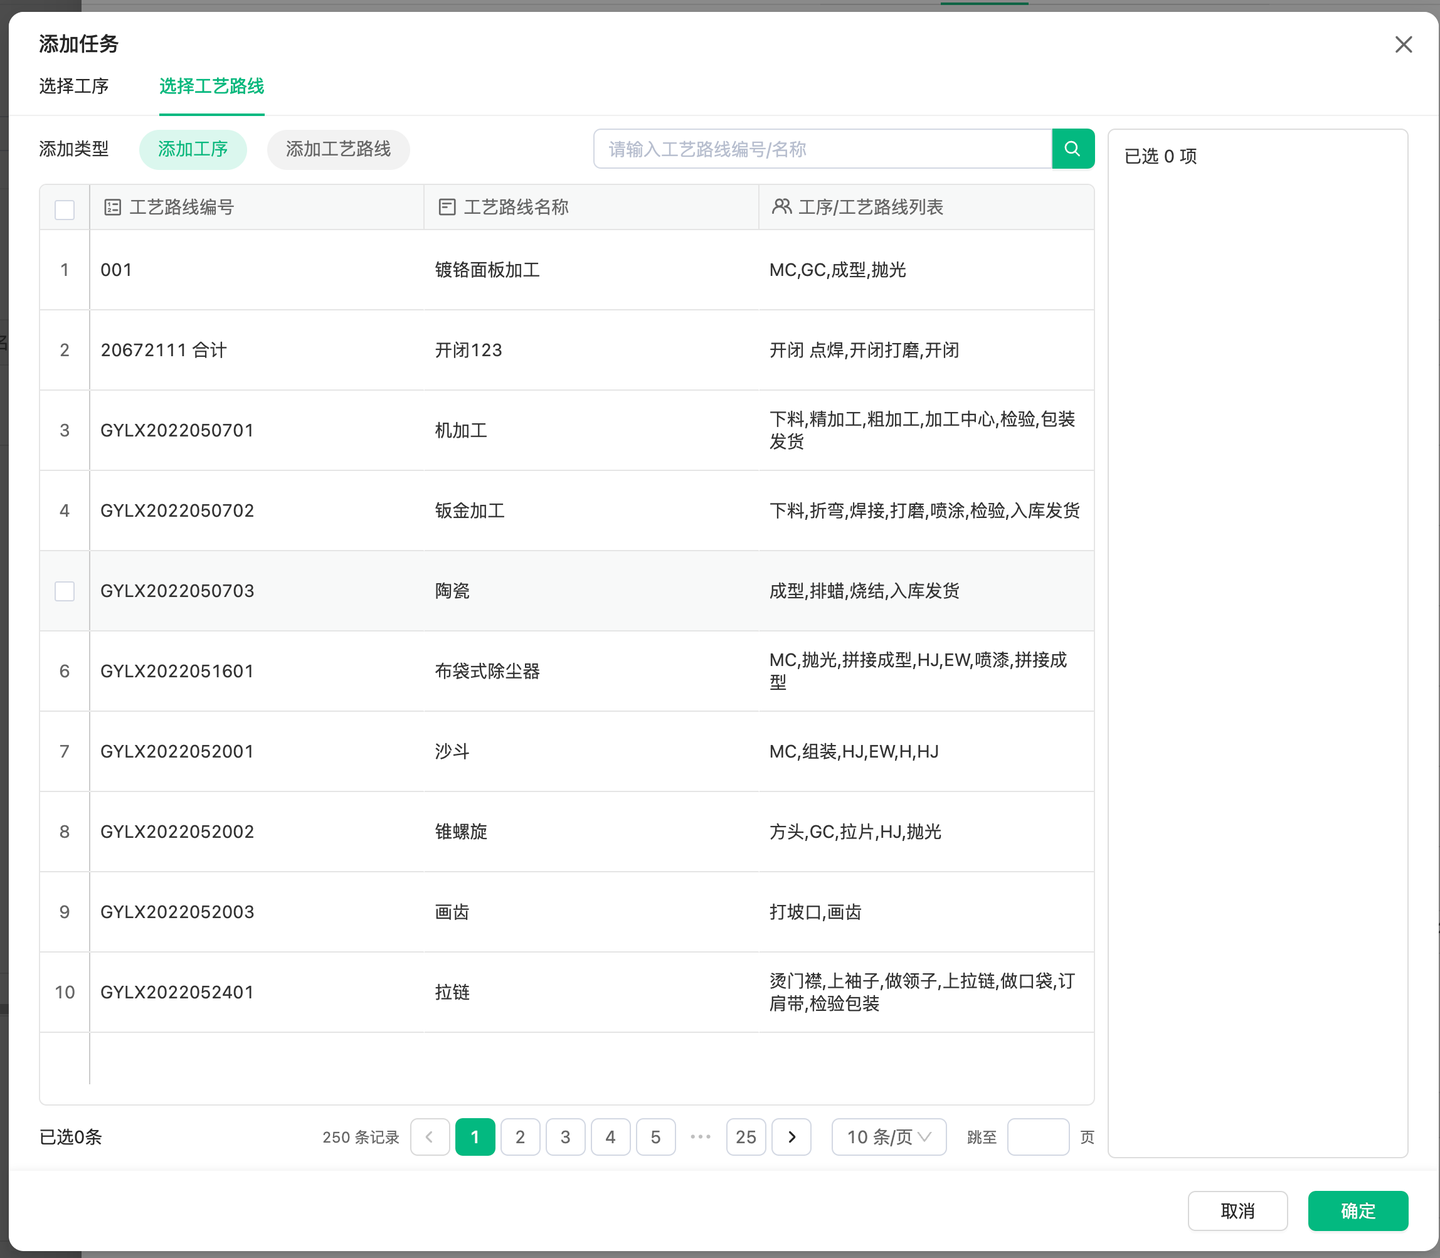 添加任务
选择工序 选择工艺路线
添加类型 添加工序 添加工艺路线 请输入工艺路线编号/名称
已选 0 项
工艺路线编号 工艺路线名称 工序/工艺路线列表
1 001 镀铬面板加工 MC,GC,成型,抛光
2 20672111 合计 开闭123 开闭 点焊,开闭打磨,开闭
3 GYLX2022050701 机加工 下料,精加工,粗加工,加工中心,检验,包装
发货
4 GYLX2022050702 钣金加工 下料,折弯,焊接,打磨,喷涂,检验,入库发货
GYLX2022050703 陶瓷 成型,排蜡,烧结,入库发货
6 GYLX2022051601 布袋式除尘器 MC,抛光,拼接成型,HJ,EW,喷漆,拼接成
型
7 GYLX2022052001 沙斗 MC,组装,HJ,EW,H,HJ
8 GYLX2022052002 锥螺旋 方头,GC,拉片,HJ,抛光
9 GYLX2022052003 画齿 打坡口,画齿
10 GYLX2022052401 拉链 烫门襟,上袖子,做领子,上拉链,做口袋,订
肩带,检验包装
已选0条 250 条记录 1 2 3 4 5 ••• 25 10 条/页 跳至 页
取消 确定